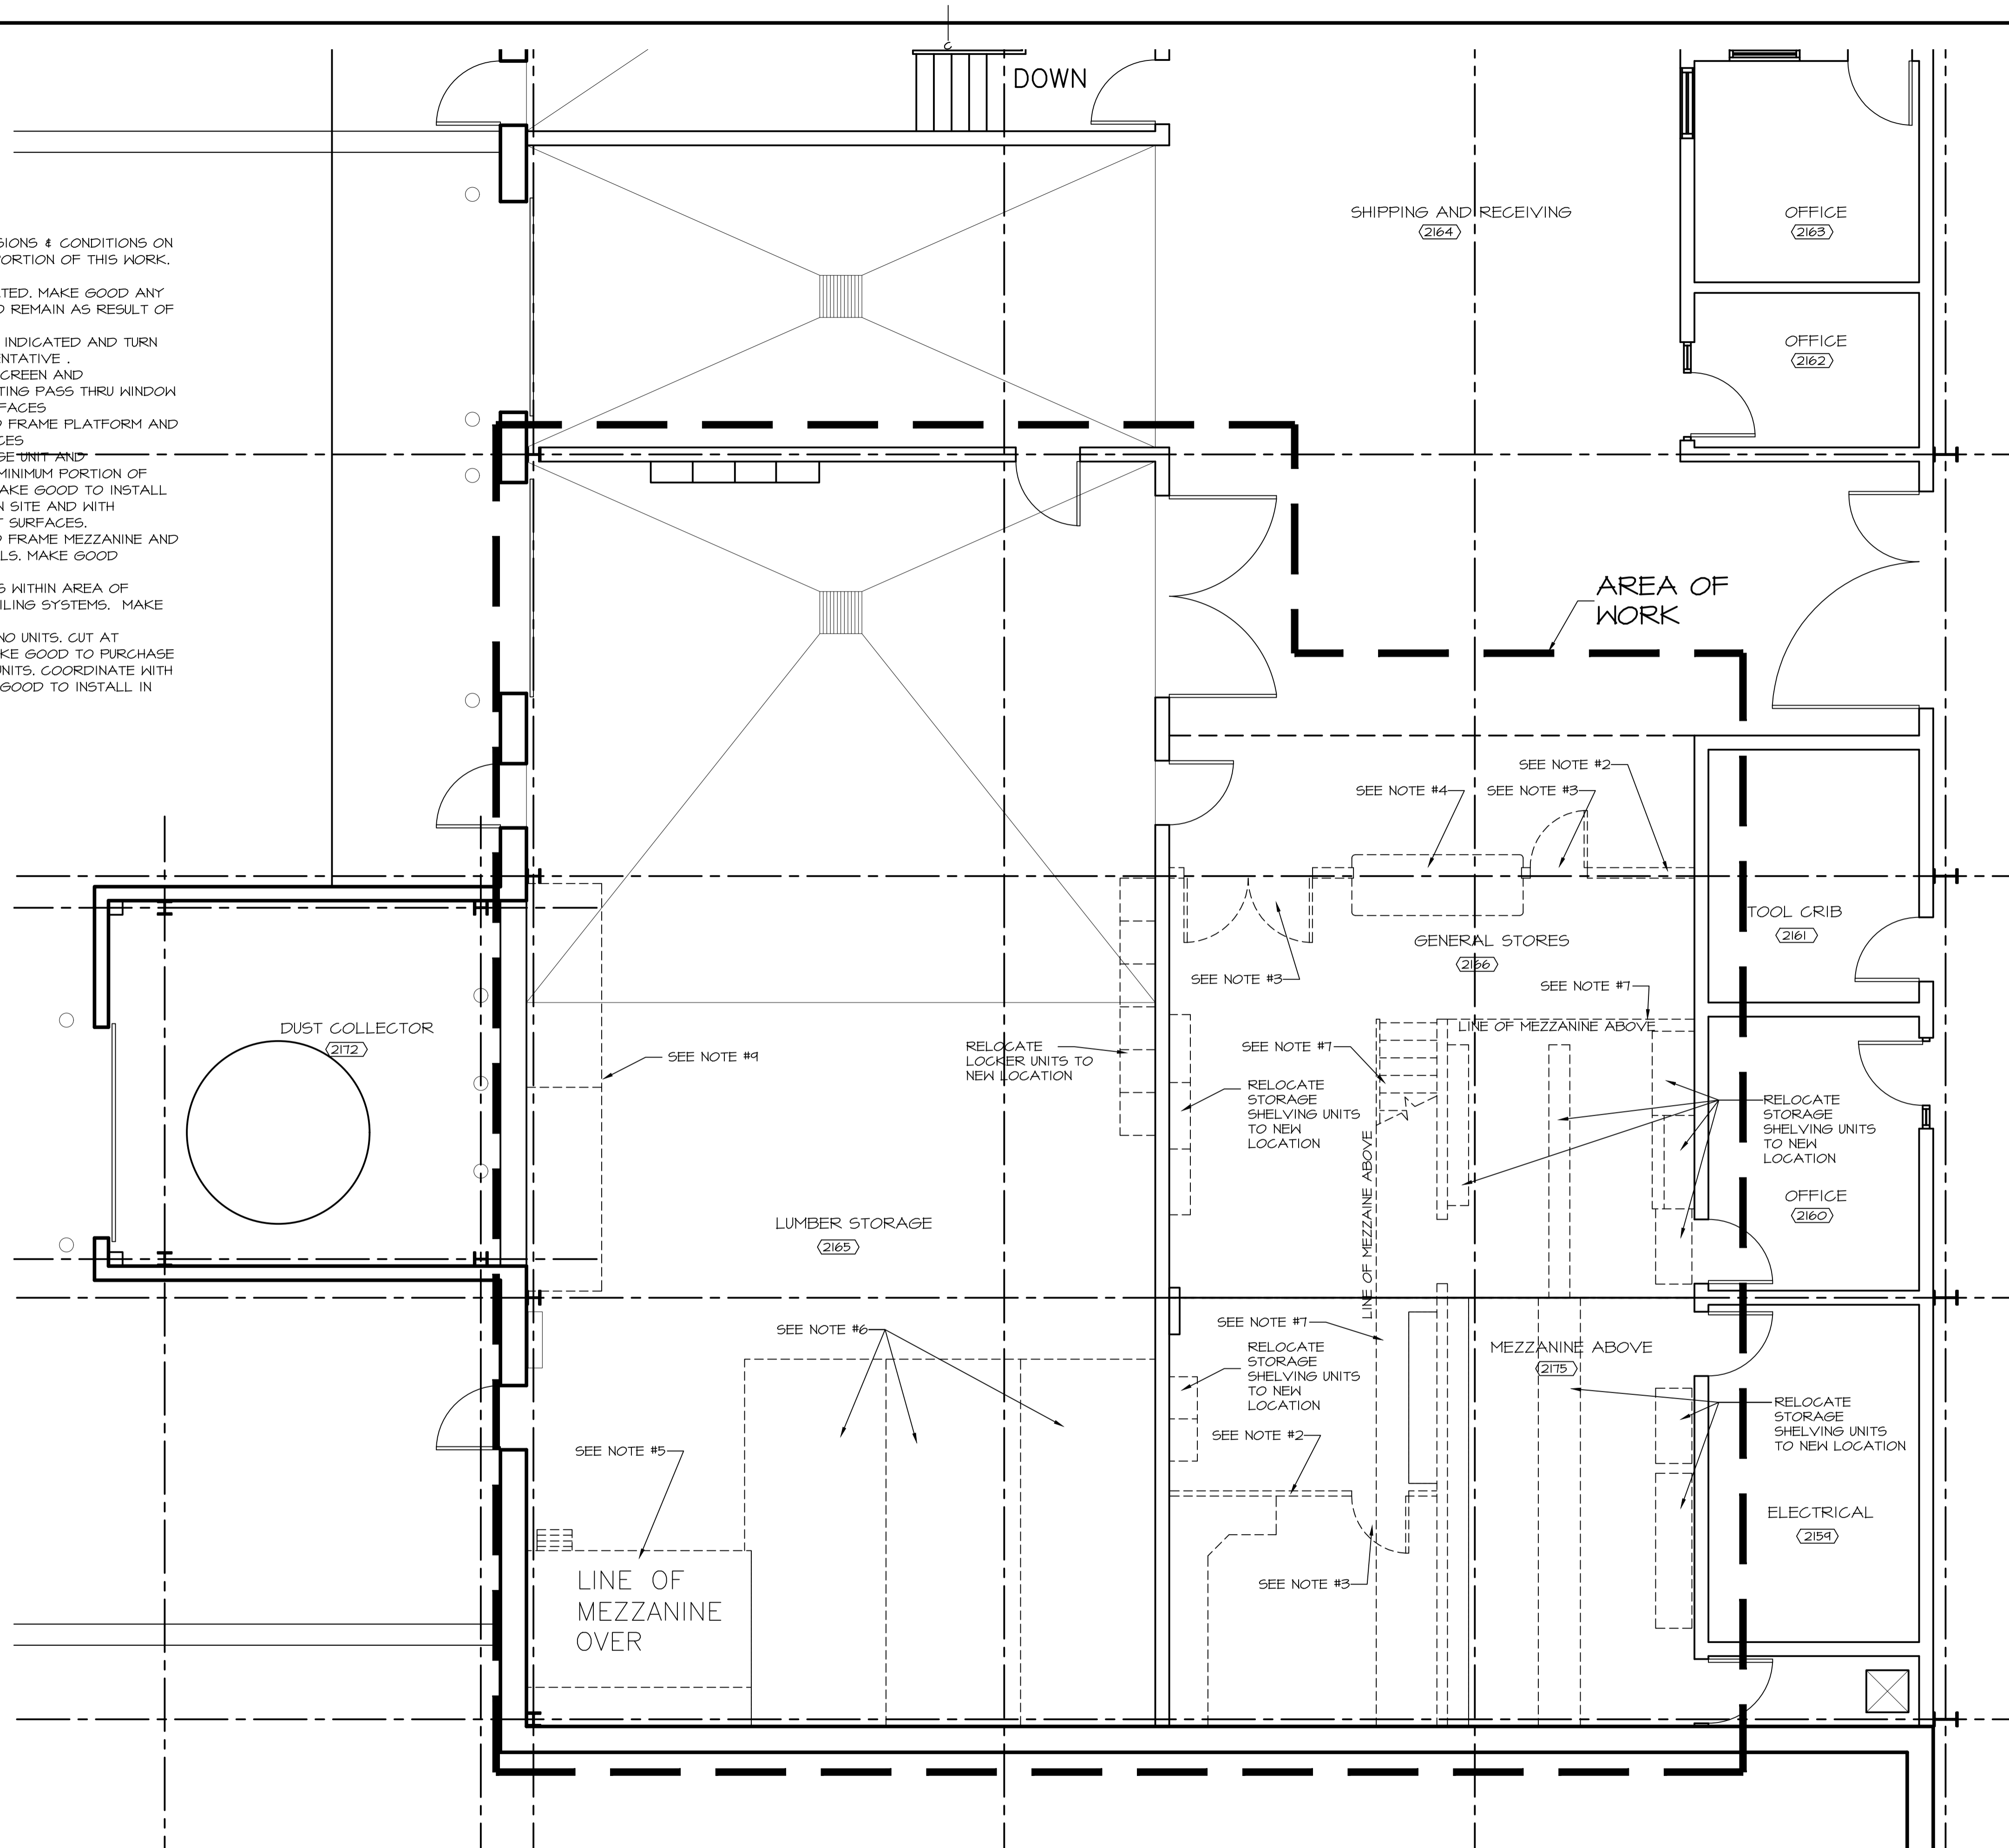 DOWN
SHIPPING AND RECEIVING
2164
OFFICE
2163
OFFICE
2162
SIONS & CONDITIONS ON
ORTION OF THIS WORK.
TED. MAKE GOOD ANY
REMAIN AS RESULT OF
INDICATED AND TURN
ENTATIVE .
CREEN AND
TING PASS THRU WINDOW
FACES
FRAME PLATFORM AND
CES
SE UNIT AND
MINIMUM PORTION OF
AKE GOOD TO INSTALL
N SITE AND WITH
T SURFACES.
FRAME MEZZANINE AND
LS. MAKE GOOD
S WITHIN AREA OF
ILING SYSTEMS. MAKE
NO UNITS. CUT AT
KE GOOD TO PURCHASE
UNITS. COORDINATE WITH
GOOD TO INSTALL IN
AREA OF
WORK
SEE NOTE #2
SEE NOTE #4
SEE NOTE #3
TOOL CRIB
2161
GENERAL STORES
2166
SEE NOTE #3
SEE NOTE #7
LINE OF MEZZANINE ABOVE
DUST COLLECTOR
2172
SEE NOTE #9
RELOCATE
LOCKER UNITS TO
NEW LOCATION
SEE NOTE #7
RELOCATE
STORAGE
SHELVING UNITS
TO NEW
LOCATION
RELOCATE
STORAGE
SHELVING UNITS
TO NEW
LOCATION
LINE OF MEZZAINE ABOVE
OFFICE
2160
LUMBER STORAGE
2165
SEE NOTE #6
SEE NOTE #7
RELOCATE
STORAGE
SHELVING UNITS
TO NEW
LOCATION
MEZZANINE ABOVE
2175
RELOCATE
STORAGE
SHELVING UNITS
TO NEW LOCATION
SEE NOTE #2
SEE NOTE #5
ELECTRICAL
2159
LINE OF
MEZZANINE
OVER
SEE NOTE #3